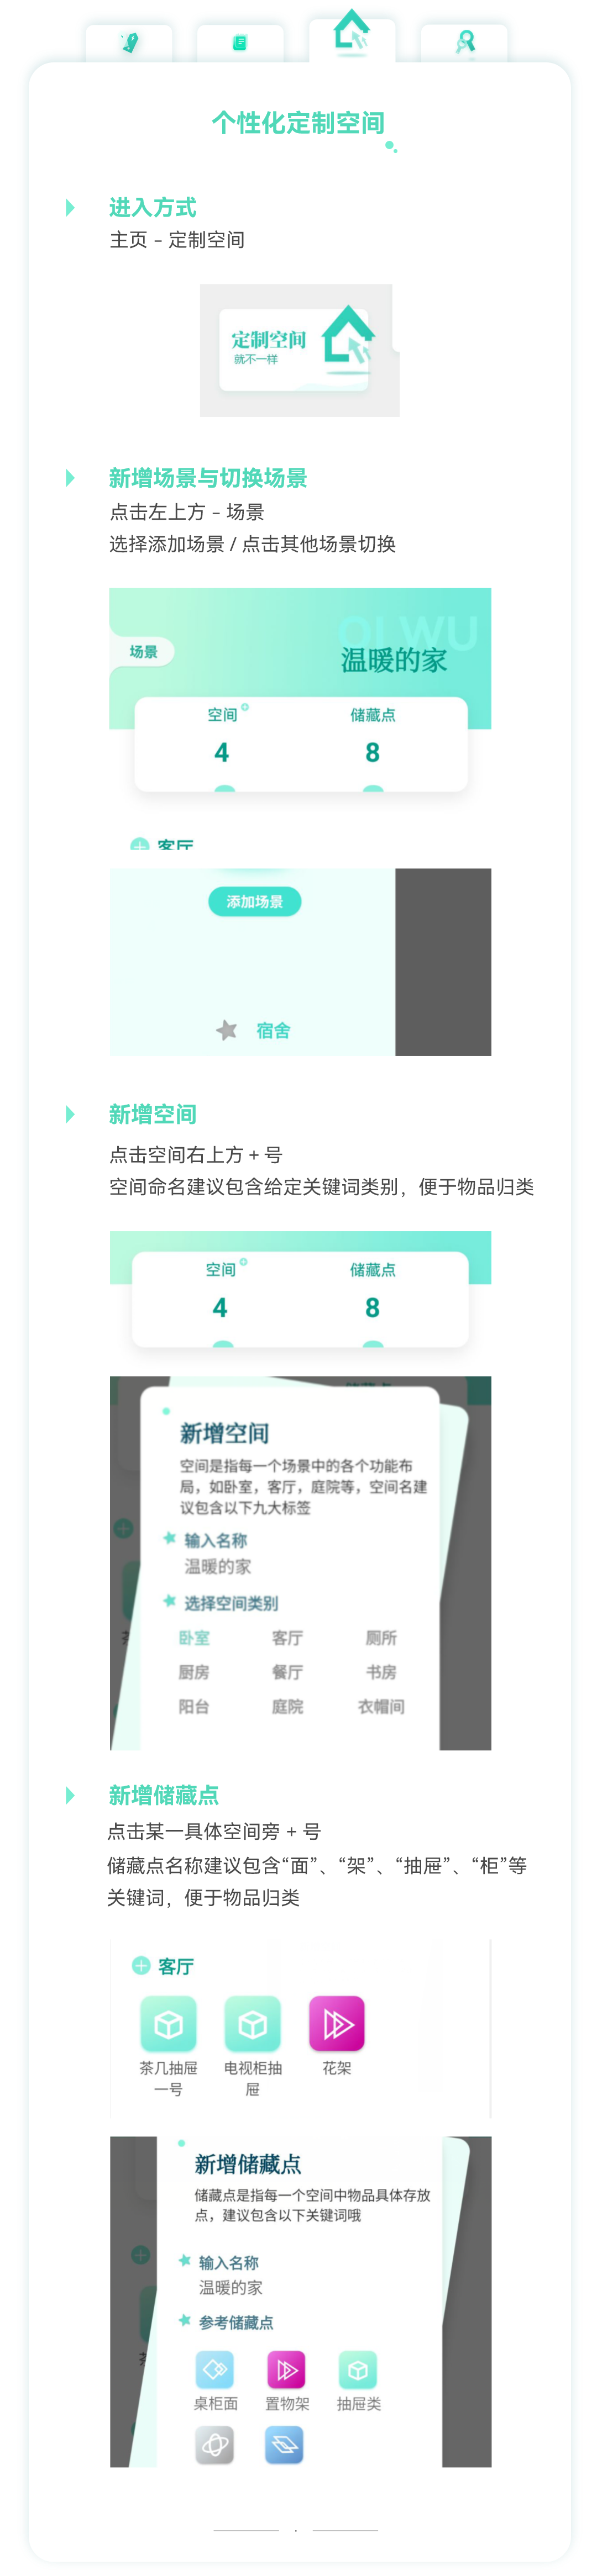 个性化定制空间
进入方式
主页 – 定制空间
定制空间
就不一样
新增场景与切换场景
点击左上方 – 场景
选择添加场景 / 点击其他场景切换
QI WU
场景
温暖的家
空间
储藏点
4
8
客厅
添加场景
宿舍
新增空间
点击空间右上方 + 号
空间命名建议包含给定关键词类别，便于物品归类
空间
储藏点
4
8
新增空间
空间是指每一个场景中的各个功能布
局，如卧室，客厅，庭院等，空间名建
议包含以下九大标签
输入名称
温暖的家
选择空间类别
卧室 客厅 厕所
厨房 餐厅 书房
阳台 庭院 衣帽间
新增储藏点
点击某一具体空间旁 + 号
储藏点名称建议包含“面”、“架”、“抽屉”、“柜”等
关键词，便于物品归类
客厅
茶几抽屉
一号
电视柜抽
屉
花架
新增储藏点
储藏点是指每一个空间中物品具体存放
点，建议包含以下关键词哦
输入名称
温暖的家
参考储藏点
桌柜面 置物架 抽屉类